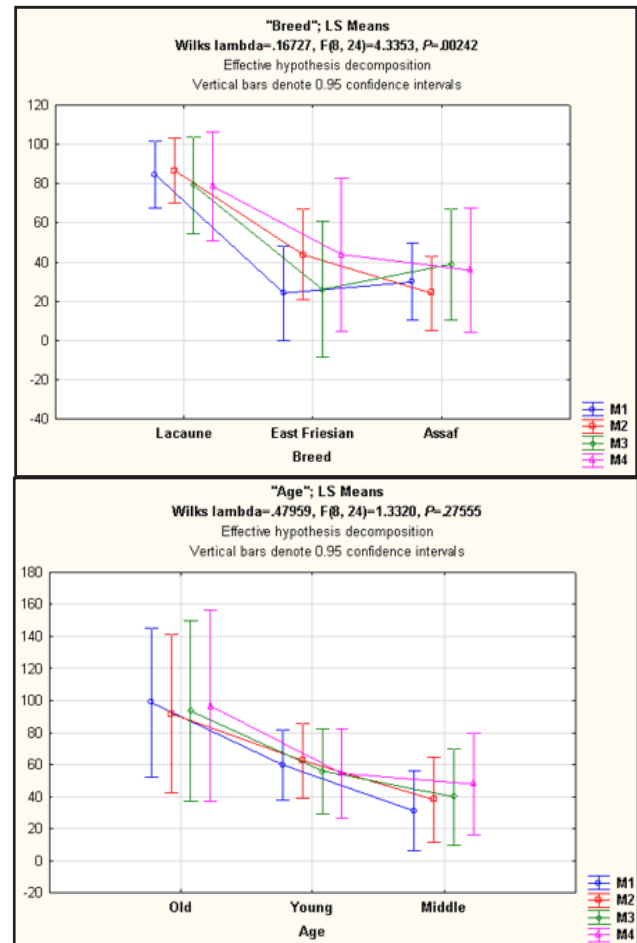 "Breed"; LS Means
Wilks lambda=.16727, F(8, 24)=4.3353, P=.00242
Effective hypothesis decomposition
Vertical bars denote 0.95 confidence intervals
120
100
80
60
40
20
0
-20
-40
Lacaune East Friesian Assaf
Breed
M1
M2
M3
M4
"Age"; LS Means
Wilks lambda=.47959, F(8, 24)=1.3320, P=.27555
Effective hypothesis decomposition
Vertical bars denote 0.95 confidence intervals
180
160
140
120
100
80
60
40
20
0
-20
Old Young Middle
Age
M1
M2
M3
M4